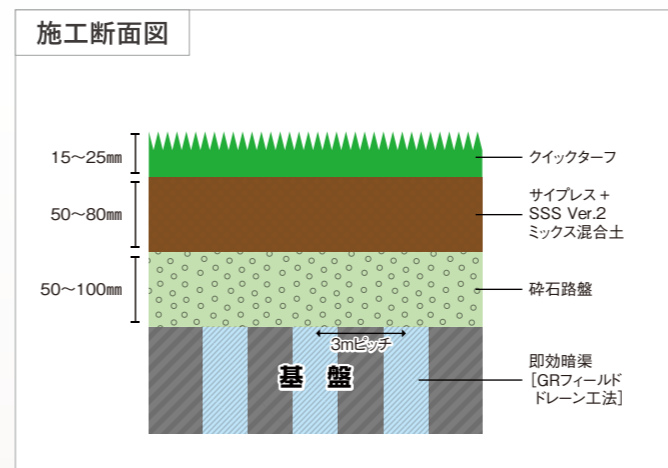 施工断面図
15～25㎜
クイックターフ
50～80㎜
サイプレス＋
SSS Ver.2
ミックス混合土
50～100㎜
砕石路盤
3mピッチ
基 盤
即効暗渠
［GRフィールド
ドレーン工法］